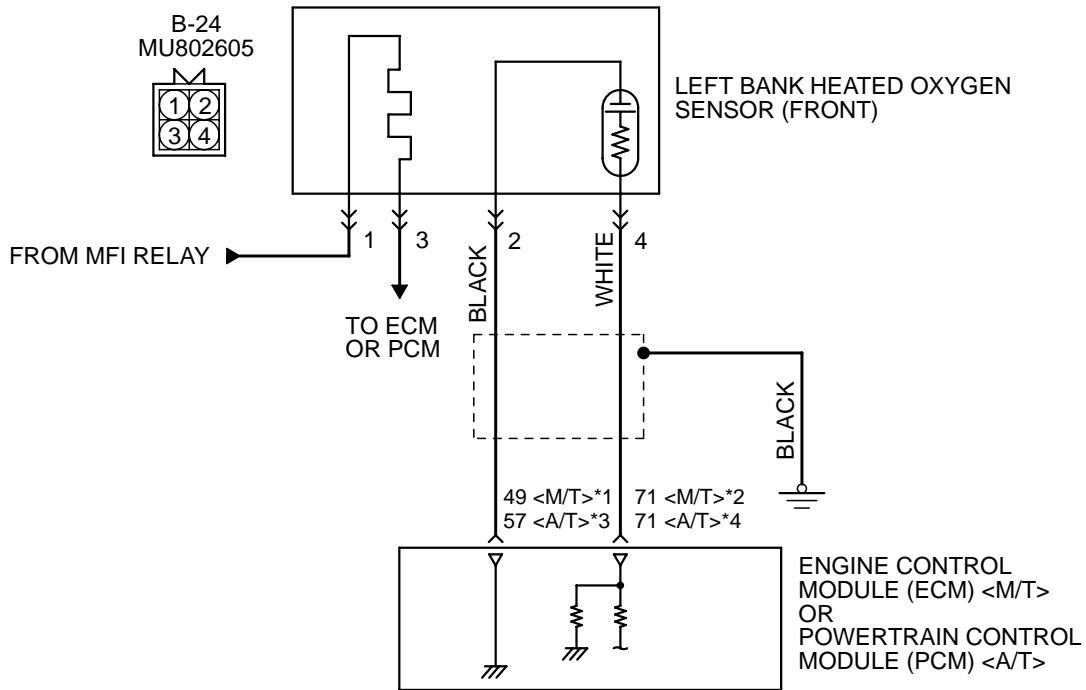 B-24
MU802605
1 2
3 4
LEFT BANK HEATED OXYGEN
SENSOR (FRONT)
1
3
2
4
FROM MFI RELAY
BLACK
WHITE
TO ECM
OR PCM
BLACK
49 <M/T>*1
71 <M/T>*2
57 <A/T>*3
71 <A/T>*4
ENGINE CONTROL
MODULE (ECM) <M/T>
OR
POWERTRAIN CONTROL
MODULE (PCM) <A/T>